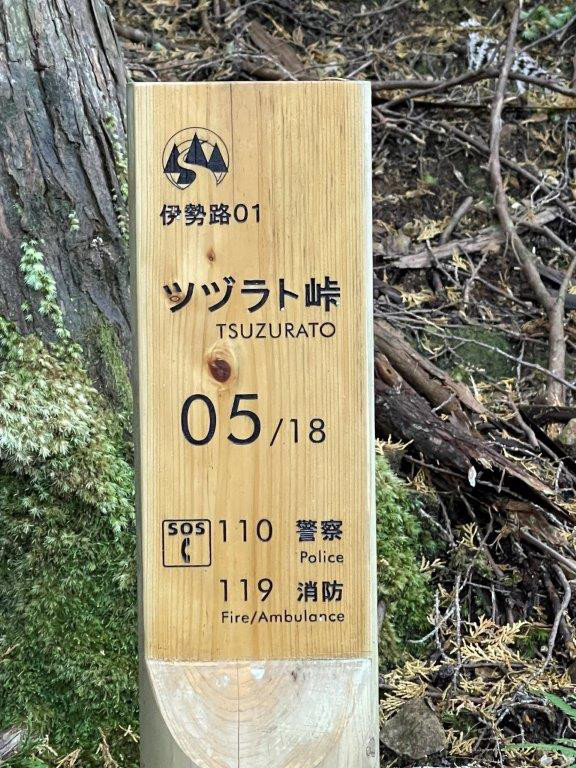 伊勢路01
ツヅラト峠
TSUZURATO
05/18
SOS 110 警察
Police
119 消防
Fire/Ambulance